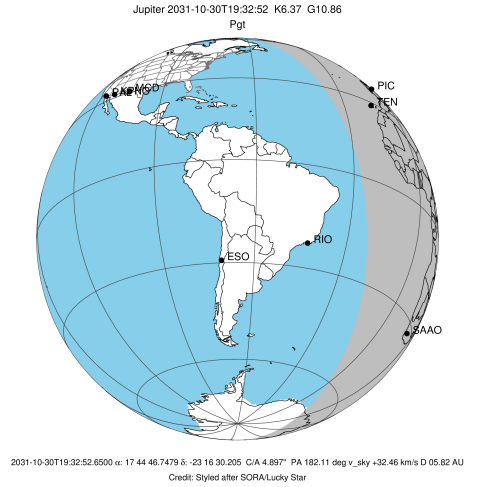 Jupiter 2031-10-30T19:32:52 K6.37 G10.86
Pgt
MCD
PIC
TEN
RIO
ESO
SAAO
2031-10-30T19:32:52.6500 α: 17 44 46.7479 δ: -23 16 30.205 C/A 4.897" PA 182.11 deg v_sky +32.46 km/s D 05.82 AU
Credit: Styled after SORA/Lucky Star